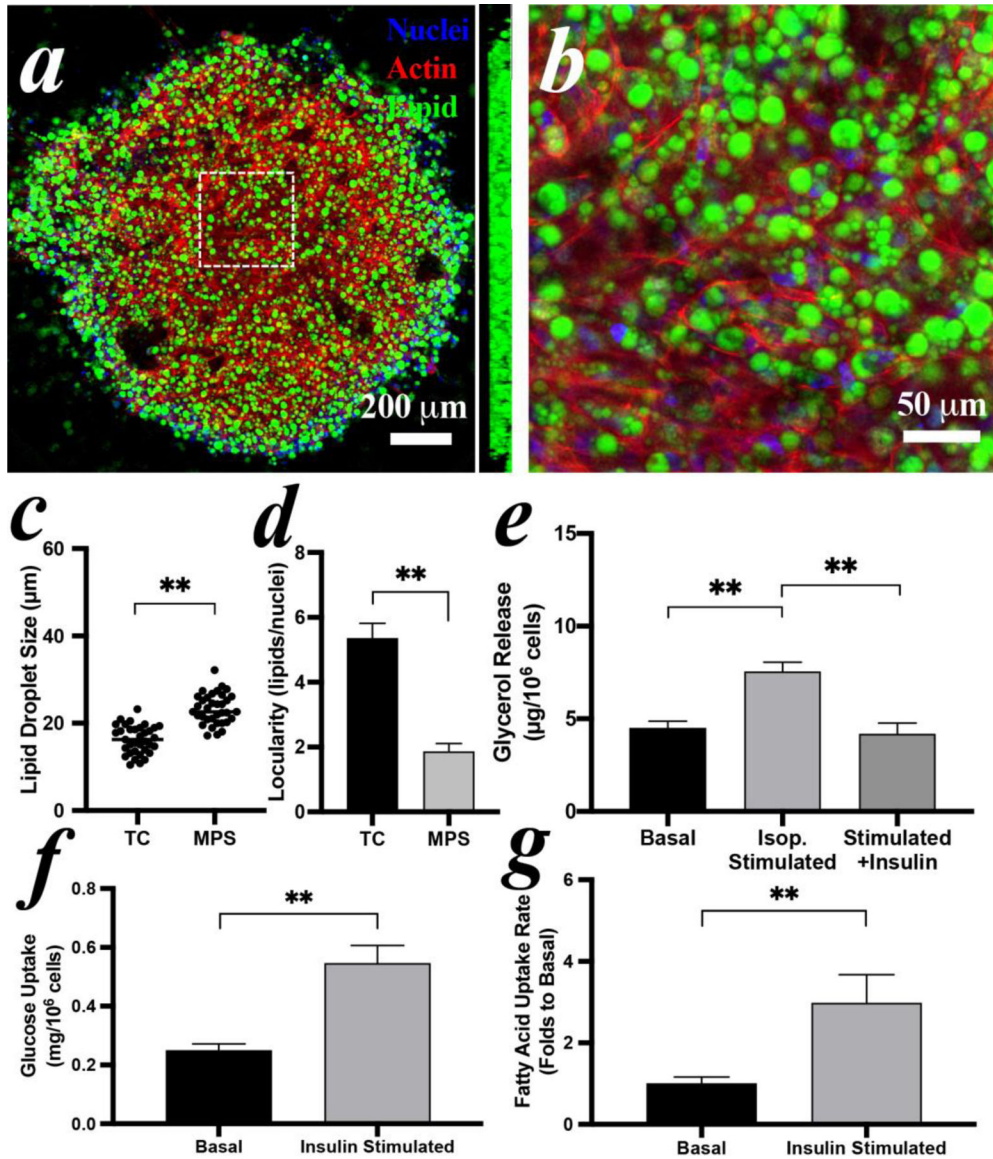 a
Nuclei
Actin
Lipid
200 μm
b
50 μm
c
Lipid Droplet Size (μm)
60
40
20
0
**
TC
MPS
d
Locularity (lipids/nuclei)
8
6
4
2
0
**
TC
MPS
e
Glycerol Release
(μg/10⁶ cells)
15
10
5
0
**
**
Basal
Isop.
Stimulated
Stimulated
+Insulin
f
Glucose Uptake
(mg/10⁶ cells)
0.8
0.6
0.4
0.2
0.0
**
Basal
Insulin Stimulated
g
Fatty Acid Uptake Rate
(Folds to Basal)
6
4
2
0
**
Basal
Insulin Stimulated